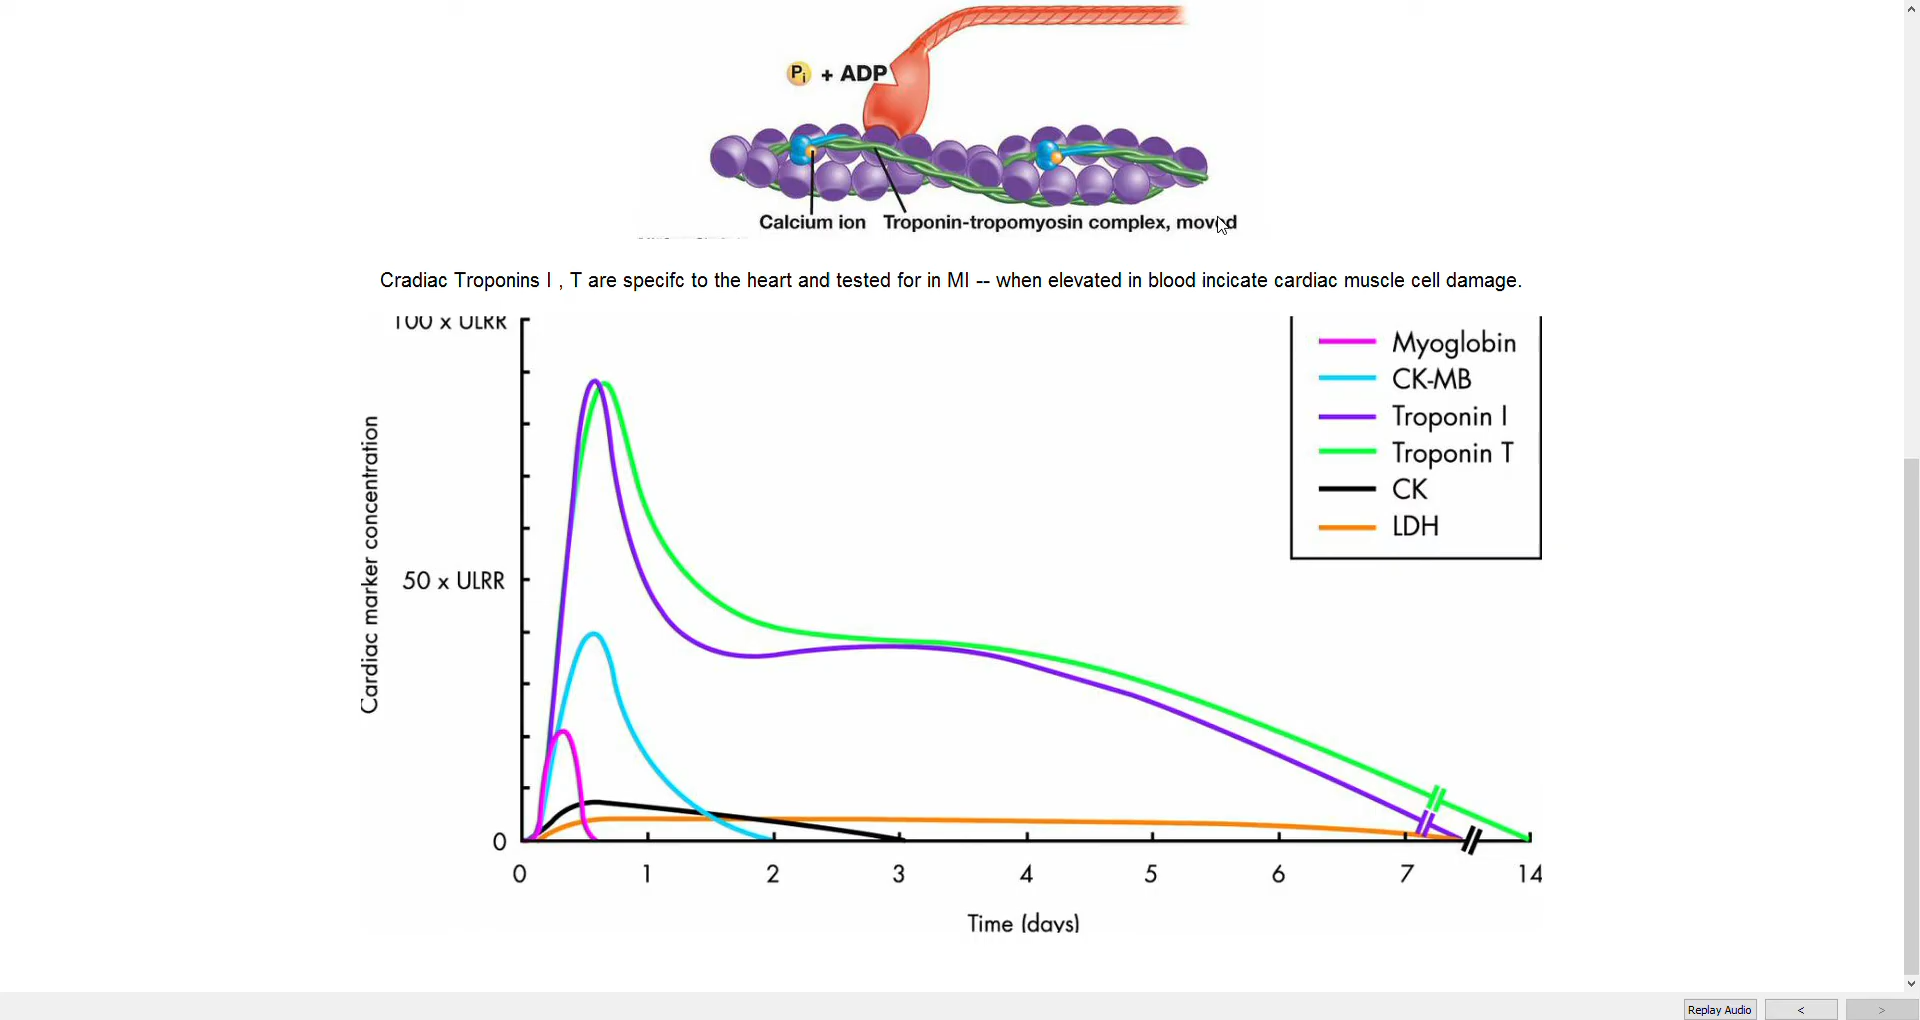 Pi + ADP
Calcium ion Troponin-tropomyosin complex, moved
Cradiac Troponins I , T are specifc to the heart and tested for in MI -- when elevated in blood incicate cardiac muscle cell damage.
100 x ULRR
50 x ULRR
0
Cardiac marker concentration
Myoglobin
CK-MB
Troponin I
Troponin T
CK
LDH
0 1 2 3 4 5 6 7 14
Time (days)
Replay Audio < >